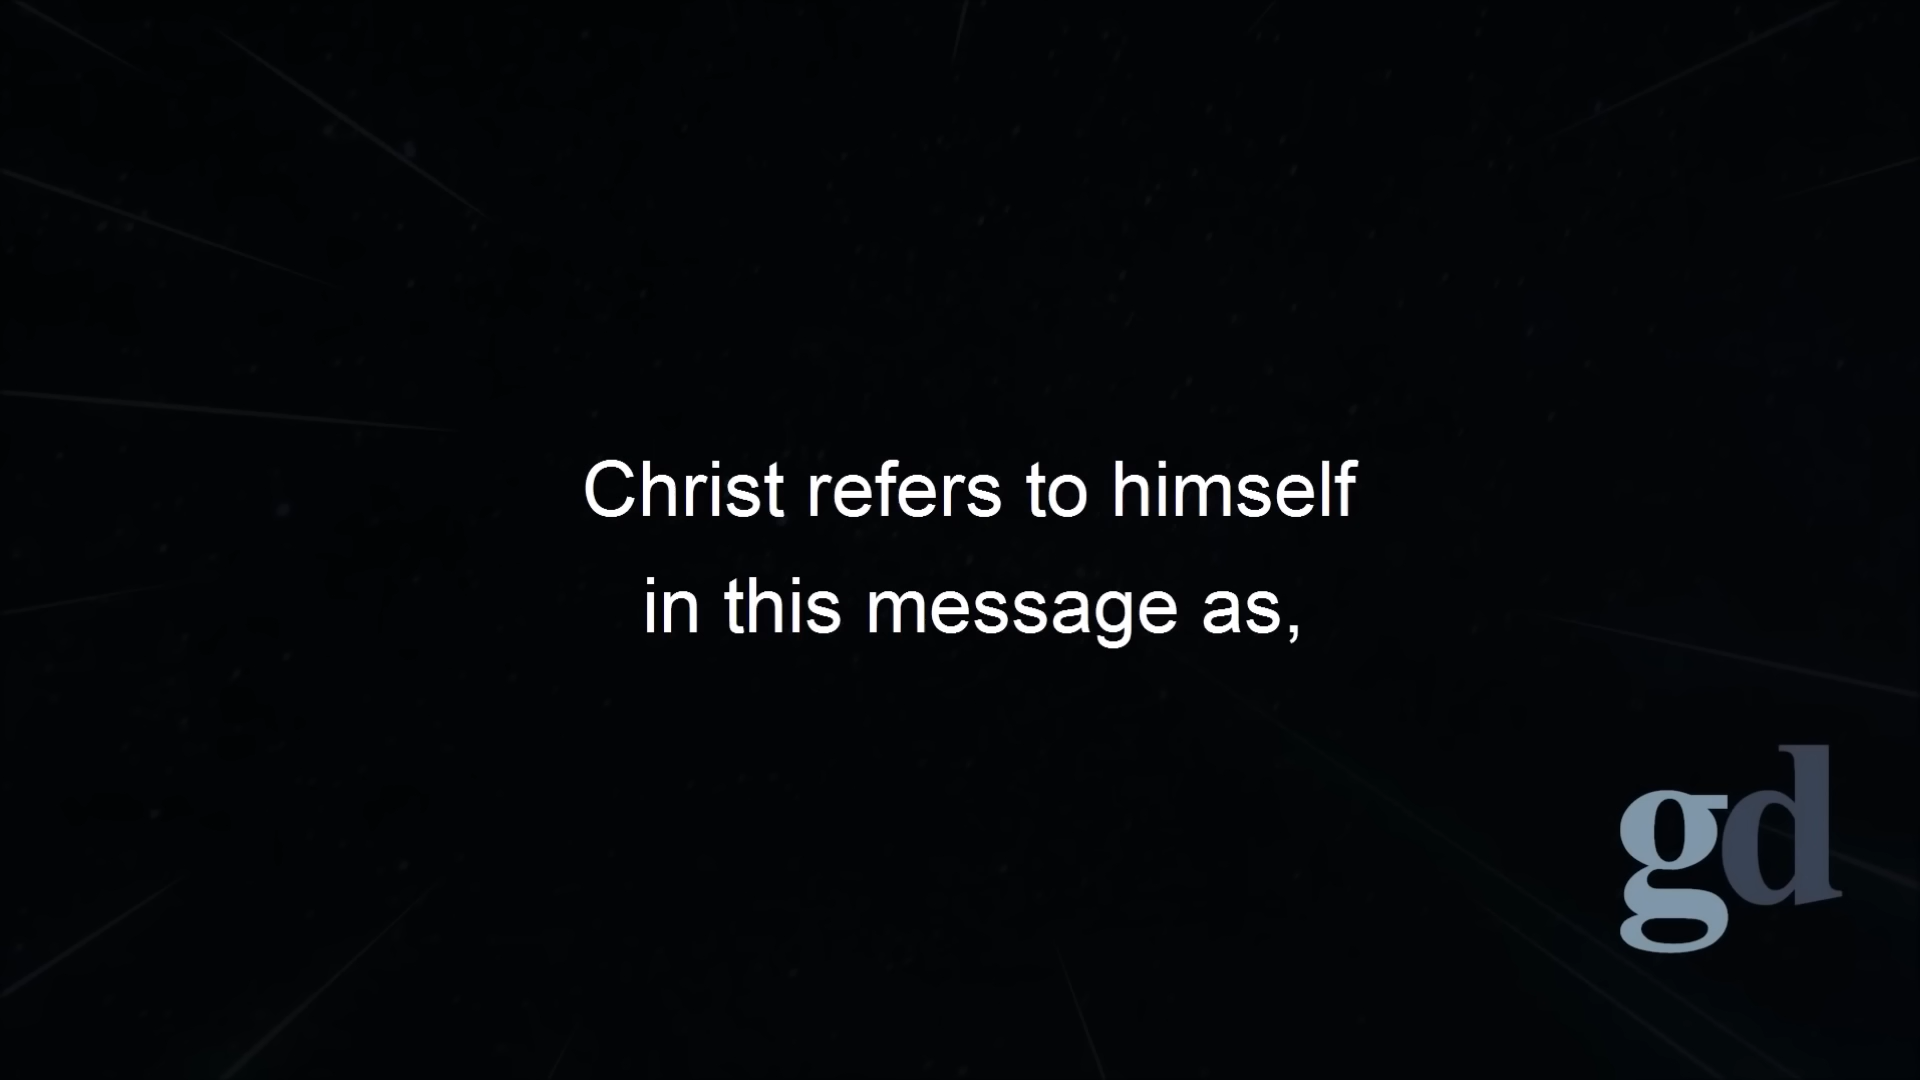 Christ refers to himself
in this message as,
gd